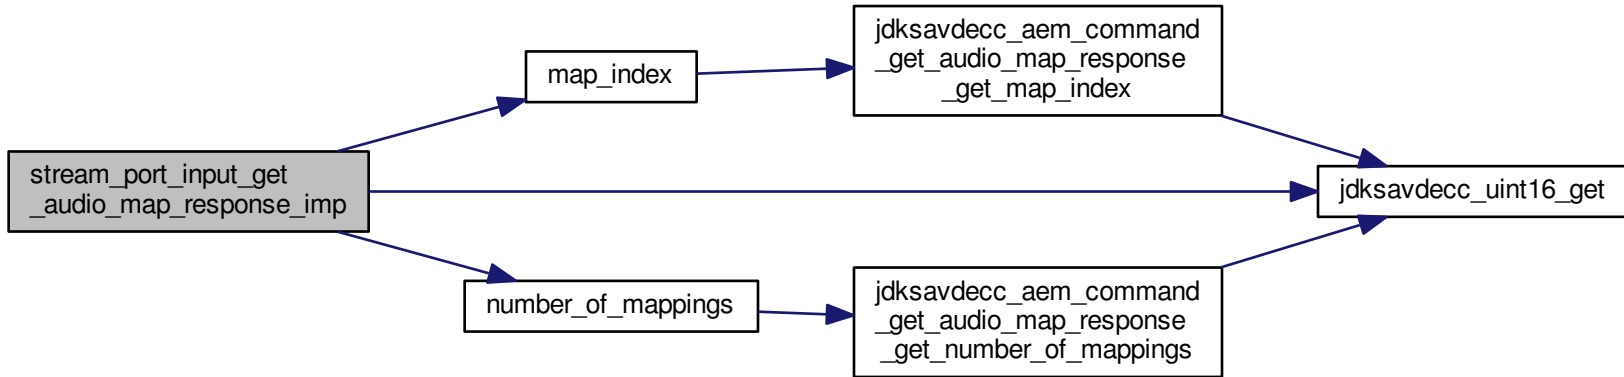 stream_port_input_get
_audio_map_response_imp
map_index
number_of_mappings
jdksavdecc_aem_command
_get_audio_map_response
_get_map_index
jdksavdecc_aem_command
_get_audio_map_response
_get_number_of_mappings
jdksavdecc_uint16_get